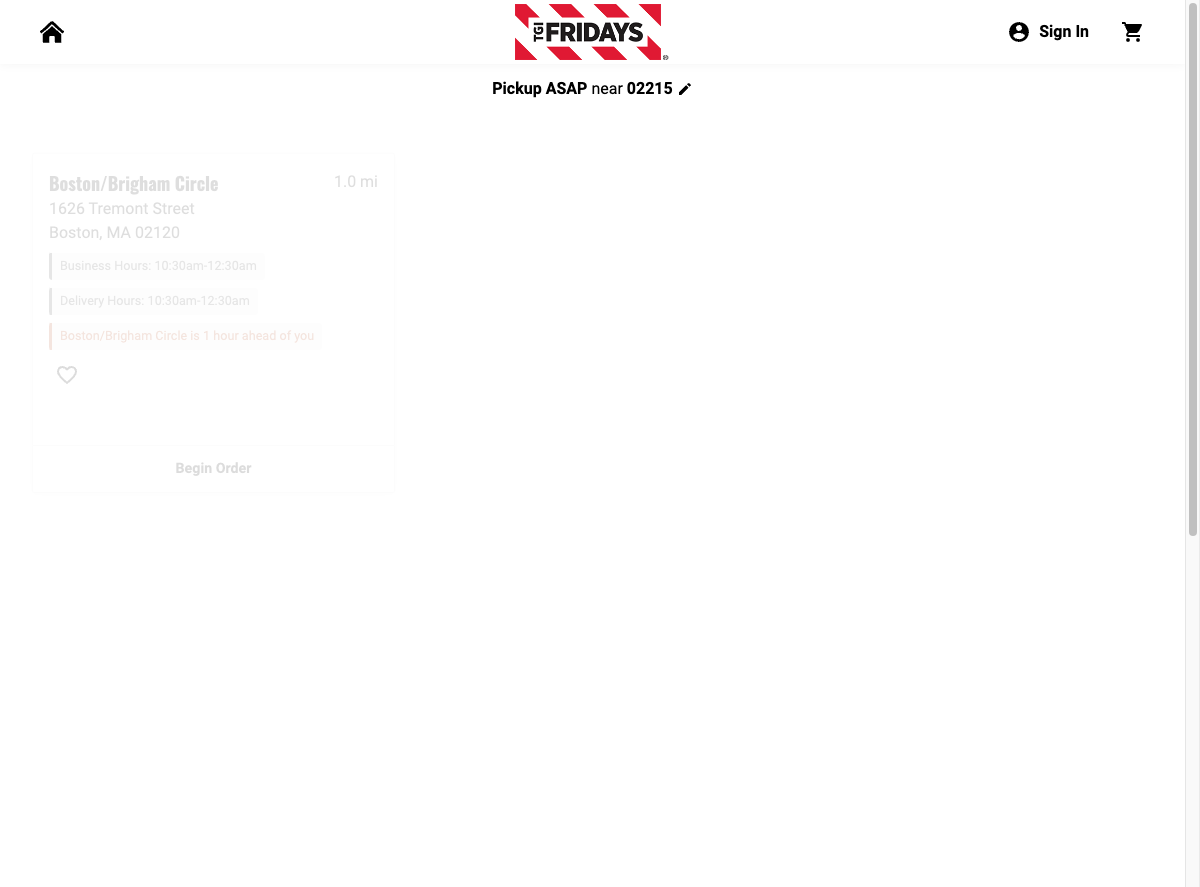 TGI FRIDAYS ®
Sign In
Pickup ASAP near 02215
Boston/Brigham Circle
1.0 mi
1626 Tremont Street
Boston, MA 02120
Business Hours: 10:30am-12:30am
Delivery Hours: 10:30am-12:30am
Boston/Brigham Circle is 1 hour ahead of you
Begin Order